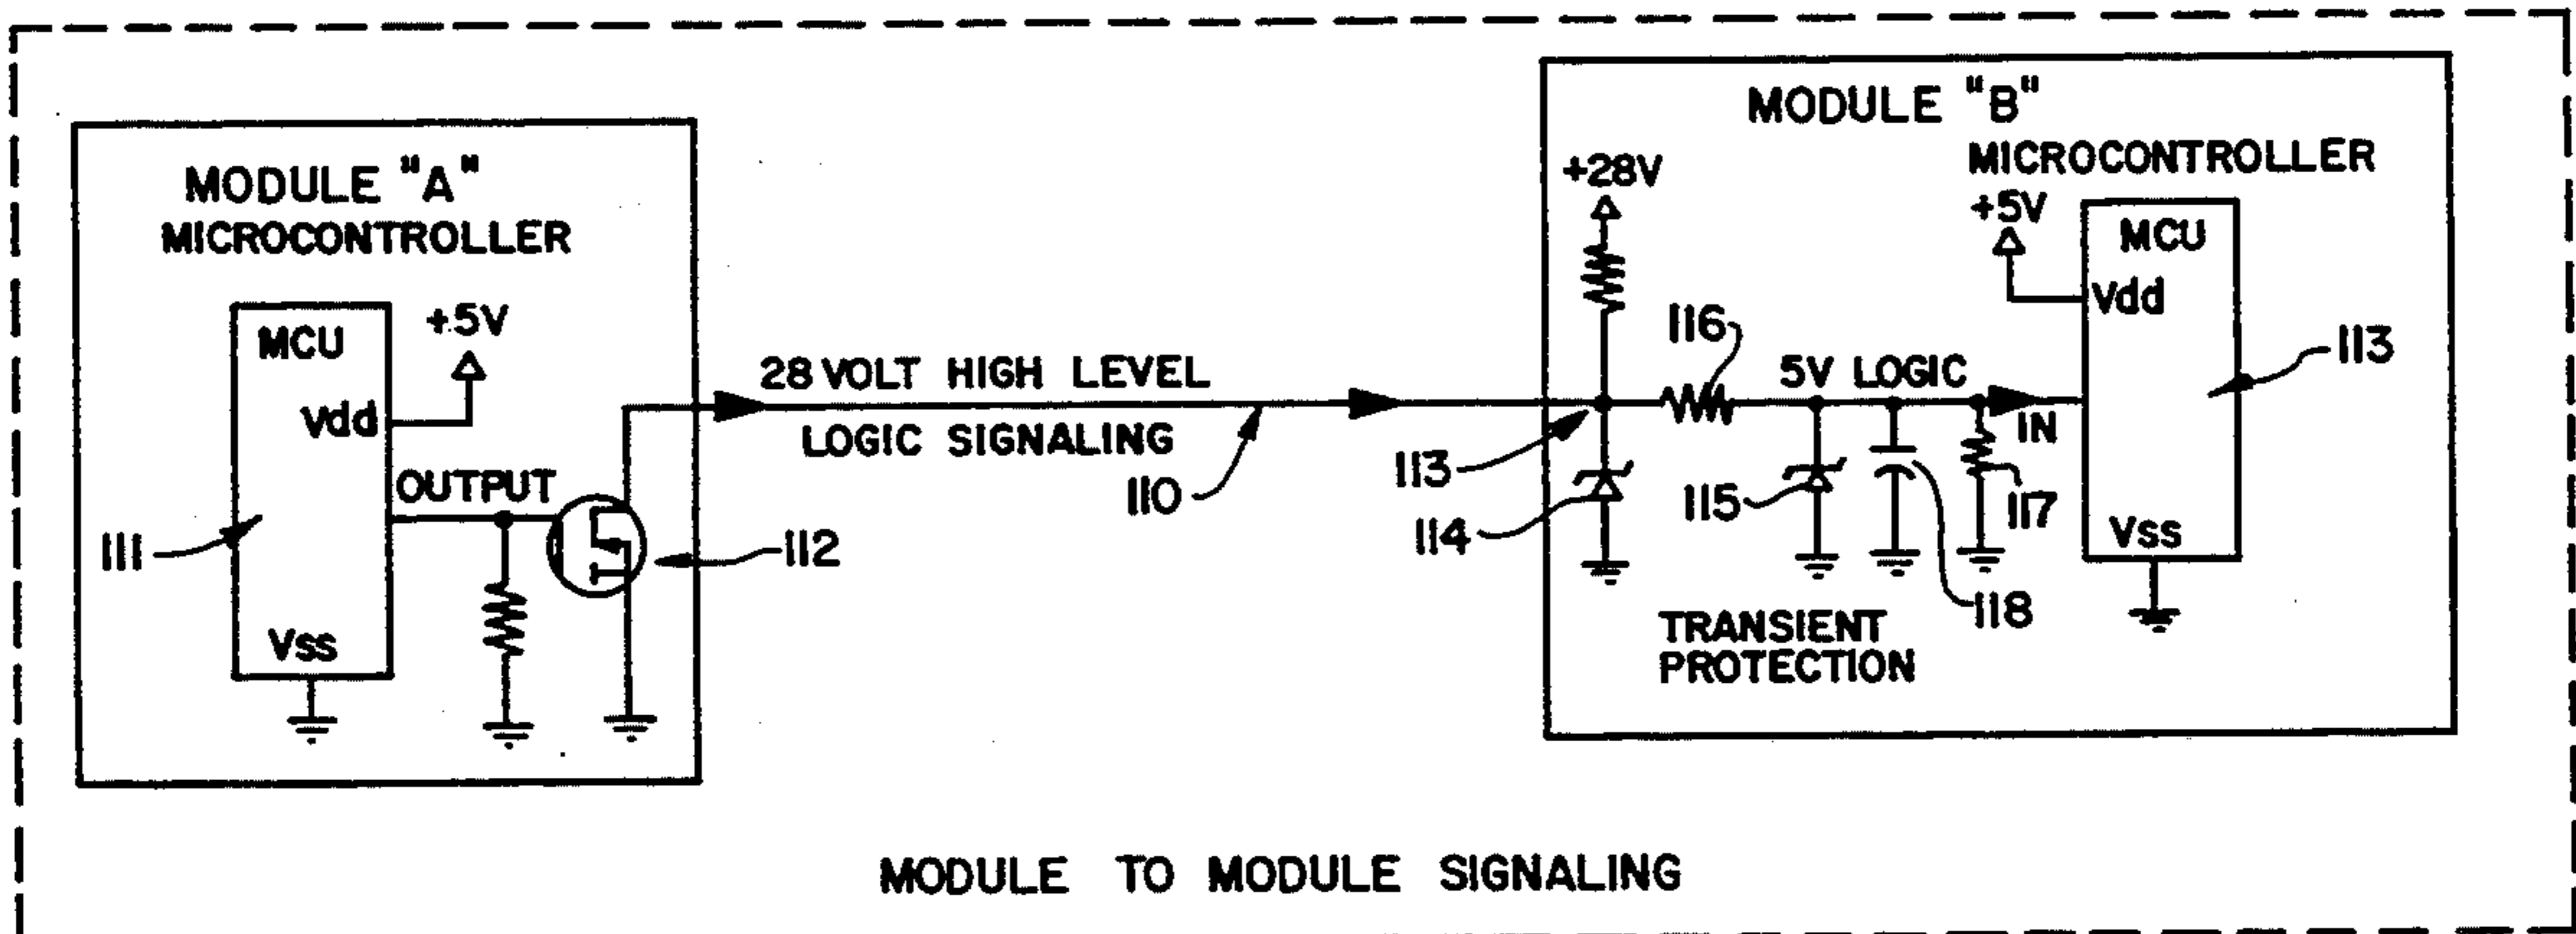 MODULE "A"
MICROCONTROLLER
MCU
+5V
Vdd
OUTPUT
111
112
Vss
28 VOLT HIGH LEVEL
LOGIC SIGNALING
110
MODULE "B"
MICROCONTROLLER
+28V
+5V
MCU
Vdd
116
5V LOGIC
113
IN
113
114
115
117
118
Vss
TRANSIENT
PROTECTION
MODULE TO MODULE SIGNALING